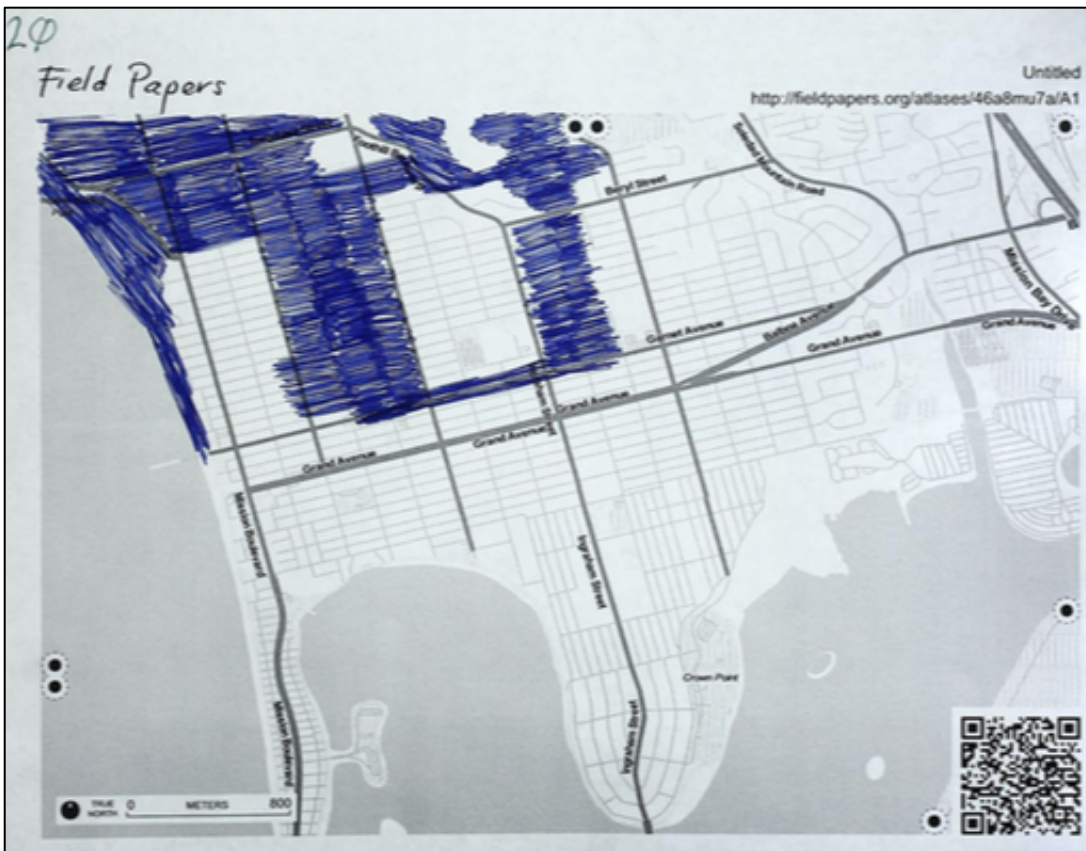 20
Field Papers
Untitled
http://fieldpapers.org/atlases/46a8mu7a/A1
Foothill
Soledad Mountain Road
Beryl Street
Mission Bay Drive
Garnet Avenue
Balboa Avenue
Grand Avenue
Grand Avenue
Ingraham Street
Grand Avenue
Grand Avenue
Grand Avenue
Mission Boulevard
Ingraham Street
Crown Point
Mission Boulevard
Ingraham Street
TRUE NORTH
0 METERS 800